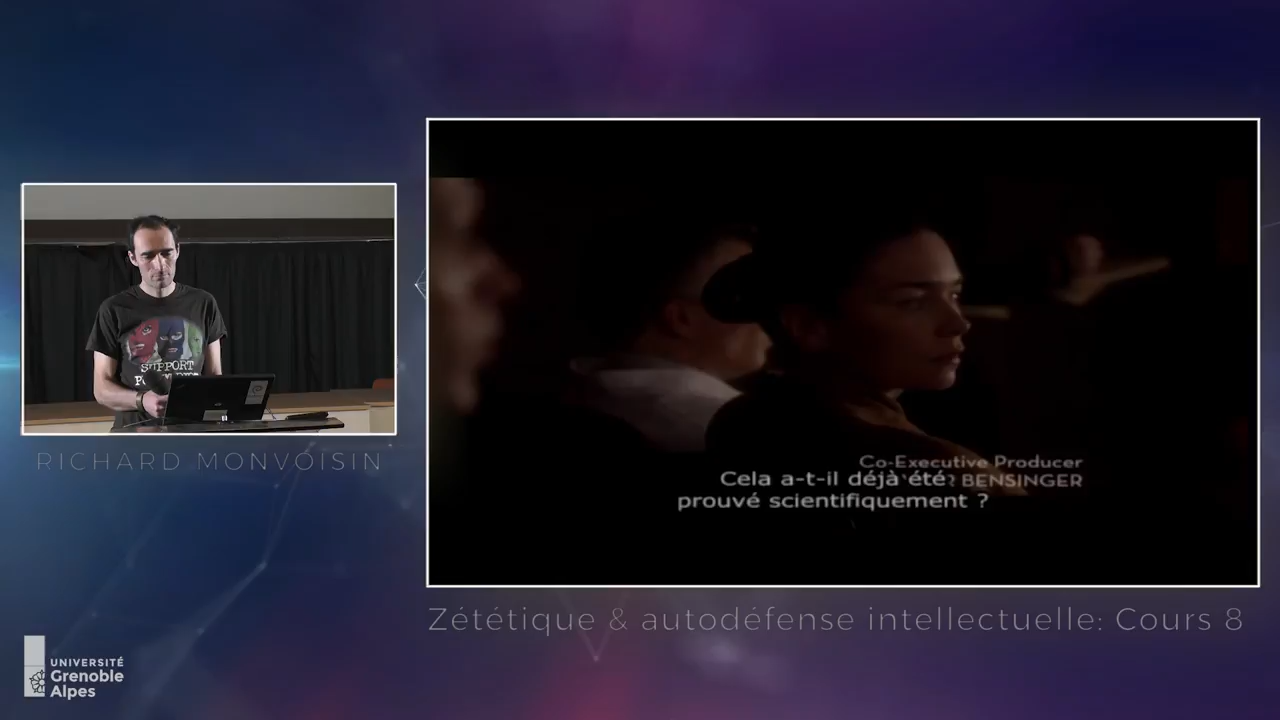 SUPPORT
RICHARD MONVOISIN
Co-Executive Producer
BENSINGER
Cela a-t-il déjà été
prouvé scientifiquement ?
Zététique & autodéfense intellectuelle: Cours 8
UNIVERSITÉ
Grenoble
Alpes